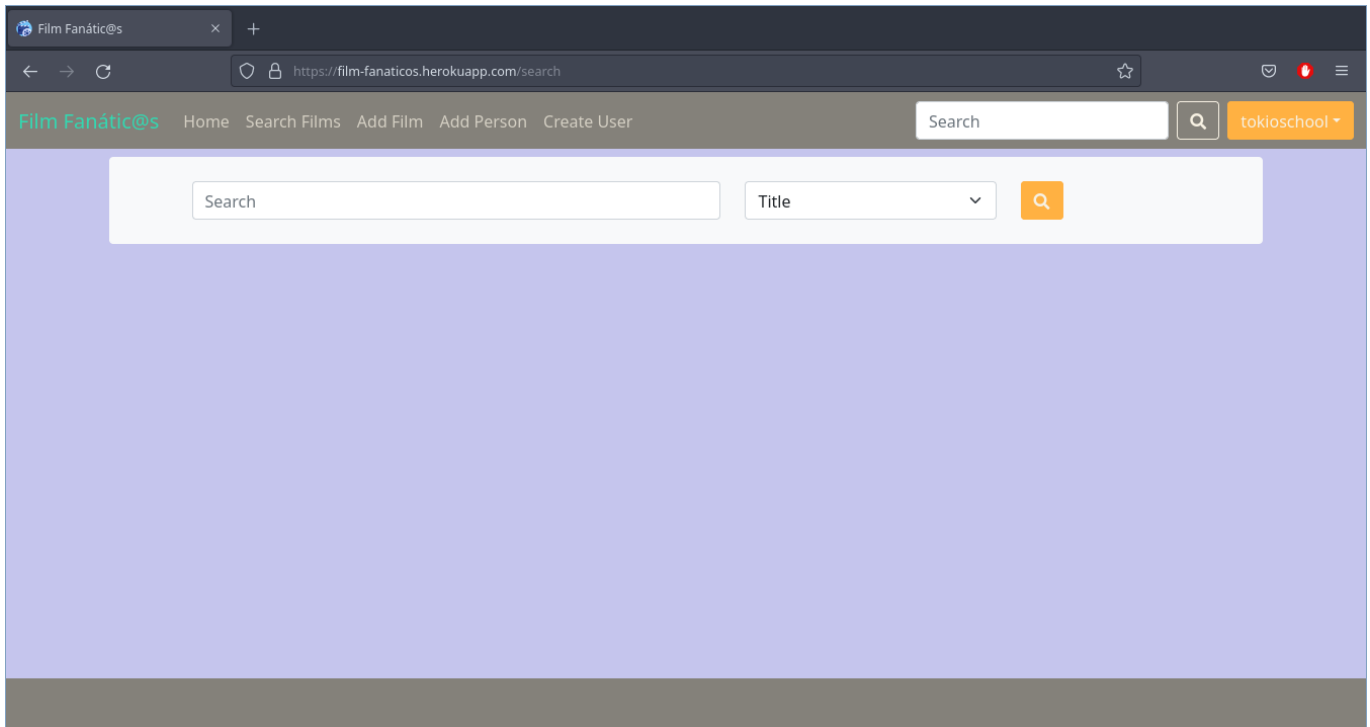 Film Fanátic@s
https://film-fanaticos.herokuapp.com/search
Film Fanátic@s Home Search Films Add Film Add Person Create User Search tokioschool
Search Title